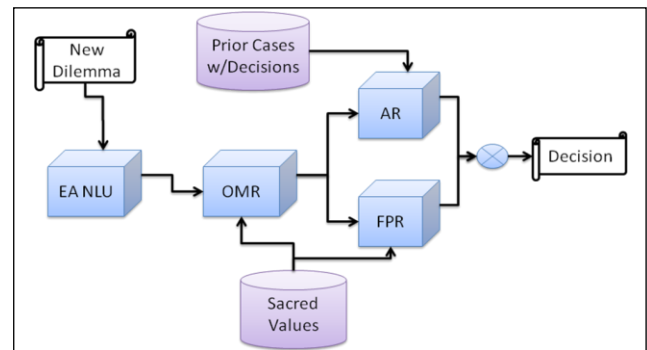 New
Dilemma
Prior Cases
w/Decisions
AR
EA NLU
OMR
Decision
FPR
Sacred
Values